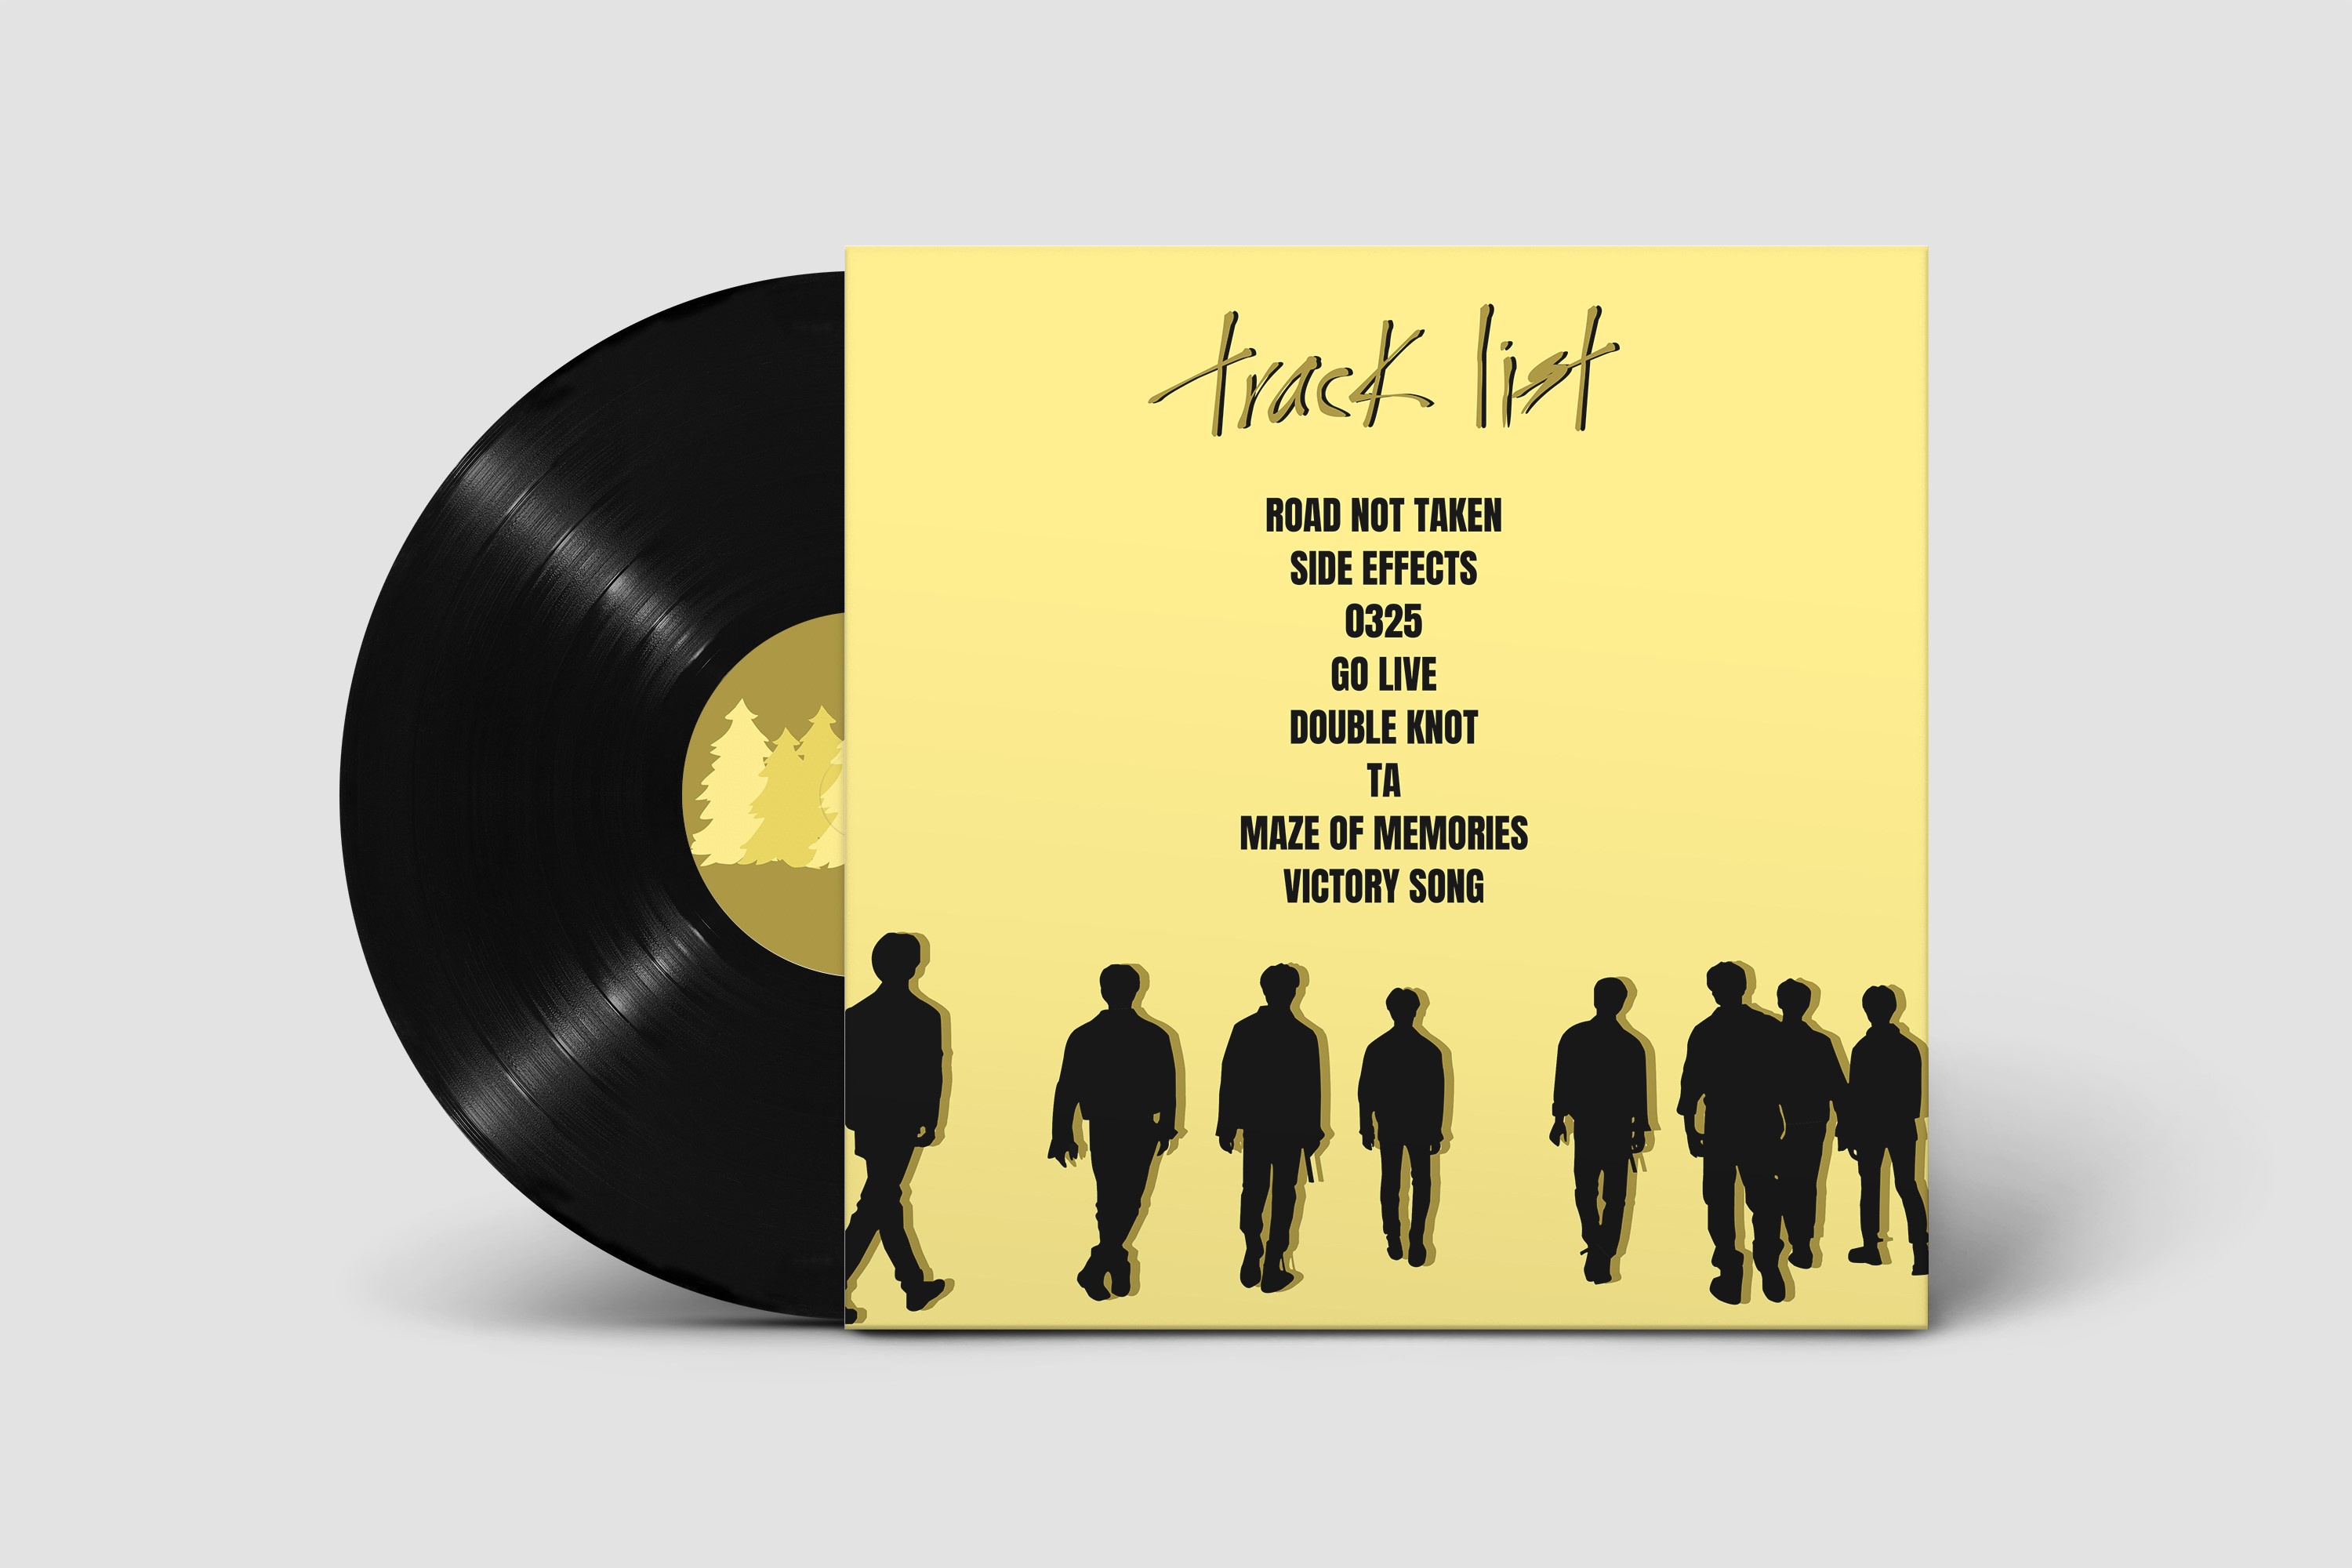 track list
ROAD NOT TAKEN
SIDE EFFECTS
0325
GO LIVE
DOUBLE KNOT
TA
MAZE OF MEMORIES
VICTORY SONG